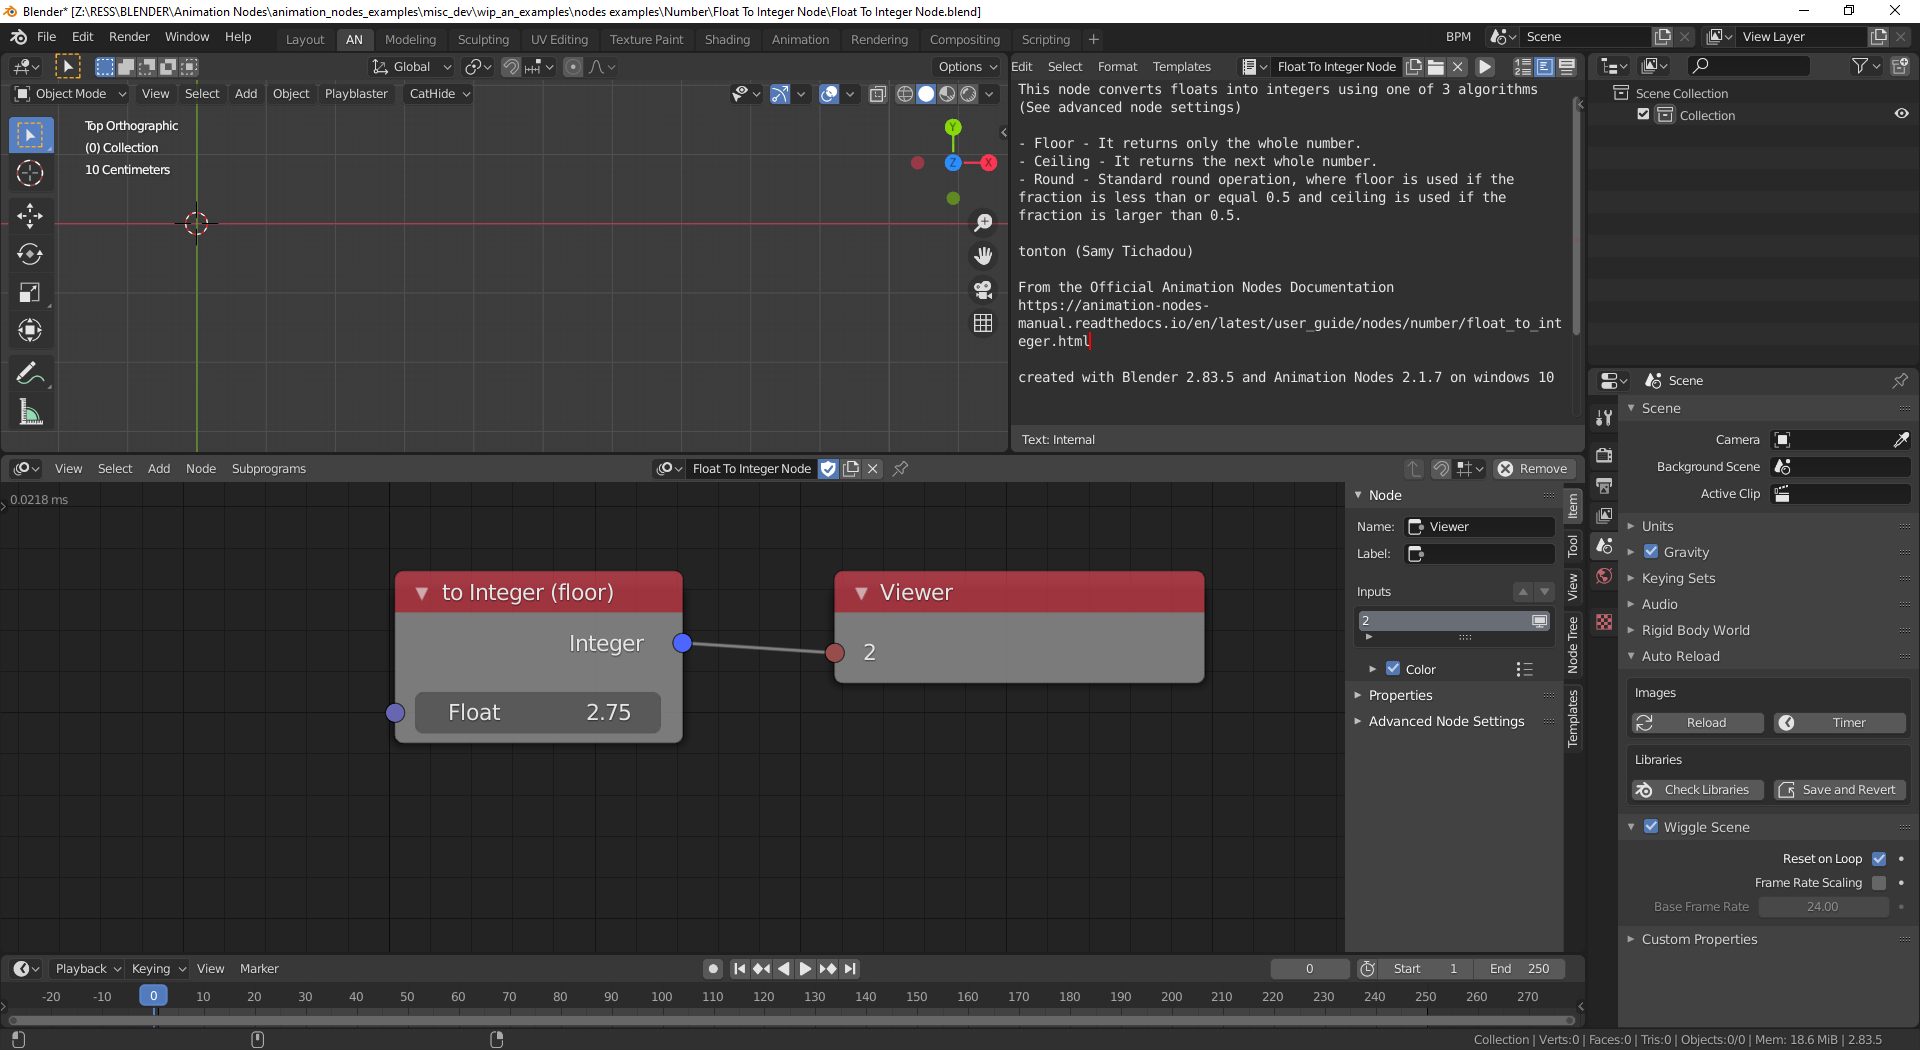 Blender* [Z:\RESS\BLENDER\Animation Nodes\animation_nodes_examples\misc_dev\wip_an_examples\nodes examples\Number\Float To Integer Node\Float To Integer Node.blend]
File Edit Render Window Help Layout AN Modeling Sculpting UV Editing Texture Paint Shading Animation Rendering Compositing Scripting + BPM Scene View Layer
Global Options
Object Mode View Select Add Object Playblaster CatHide
Top Orthographic
(0) Collection
10 Centimeters
Y
Z X
Edit Select Format Templates Float To Integer Node
This node converts floats into integers using one of 3 algorithms
(See advanced node settings)
- Floor - It returns only the whole number.
- Ceiling - It returns the next whole number.
- Round - Standard round operation, where floor is used if the
fraction is less than or equal 0.5 and ceiling is used if the
fraction is larger than 0.5.
tonton (Samy Tichadou)
From the Official Animation Nodes Documentation
https://animation-nodes-
manual.readthedocs.io/en/latest/user_guide/nodes/number/float_to_int
eger.html
created with Blender 2.83.5 and Animation Nodes 2.1.7 on windows 10
Text: Internal
Scene Collection
Collection
Scene
Scene
Camera
Background Scene
Active Clip
Units
Gravity
Keying Sets
Audio
Rigid Body World
Auto Reload
Images
Reload Timer
Libraries
Check Libraries Save and Revert
Wiggle Scene
Reset on Loop
Frame Rate Scaling
Base Frame Rate 24.00
Custom Properties
View Select Add Node Subprograms Float To Integer Node Remove
0.0218 ms
to Integer (floor)
Integer
Float 2.75
Viewer
2
Node
Name: Viewer
Label:
Inputs
2
Color
Properties
Advanced Node Settings
Item
Tool
View
Node Tree
Templates
Playback Keying View Marker 0 Start 1 End 250
-20 -10 0 10 20 30 40 50 60 70 80 90 100 110 120 130 140 150 160 170 180 190 200 210 220 230 240 250 260 270
Collection | Verts:0 | Faces:0 | Tris:0 | Objects:0/0 | Mem: 18.6 MiB | 2.83.5